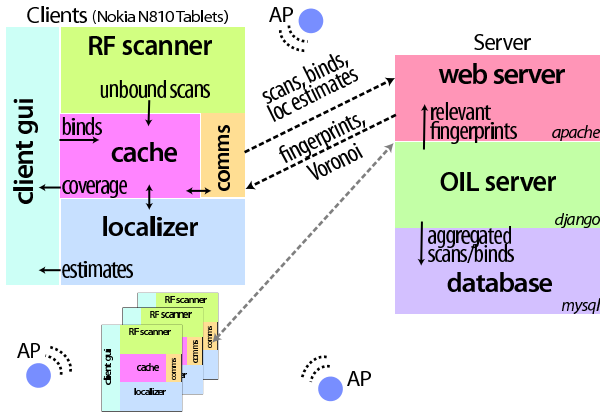 Clients (Nokia N810 Tablets)
AP
RF scanner
unbound scans
client gui
binds
cache
comms
coverage
localizer
estimates
scans, binds,
loc estimates
fingerprints,
Voronoi
Server
web server
relevant
fingerprints
apache
OIL server
django
aggregated
scans/binds
database
mysql
RF scanner
RF scanner
comms
comms
RF scanner
client gui
cache
comms
localizer
AP
AP